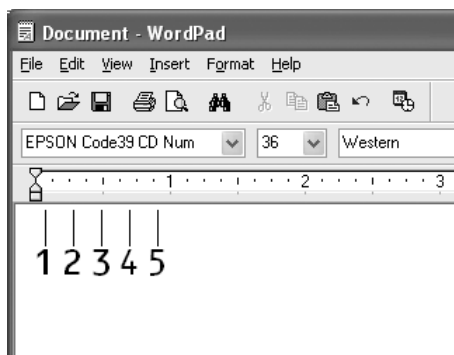 Document - WordPad
File Edit View Insert Format Help
EPSON Code39 CD Num 36 Western
1 2 3
1 2 3 4 5